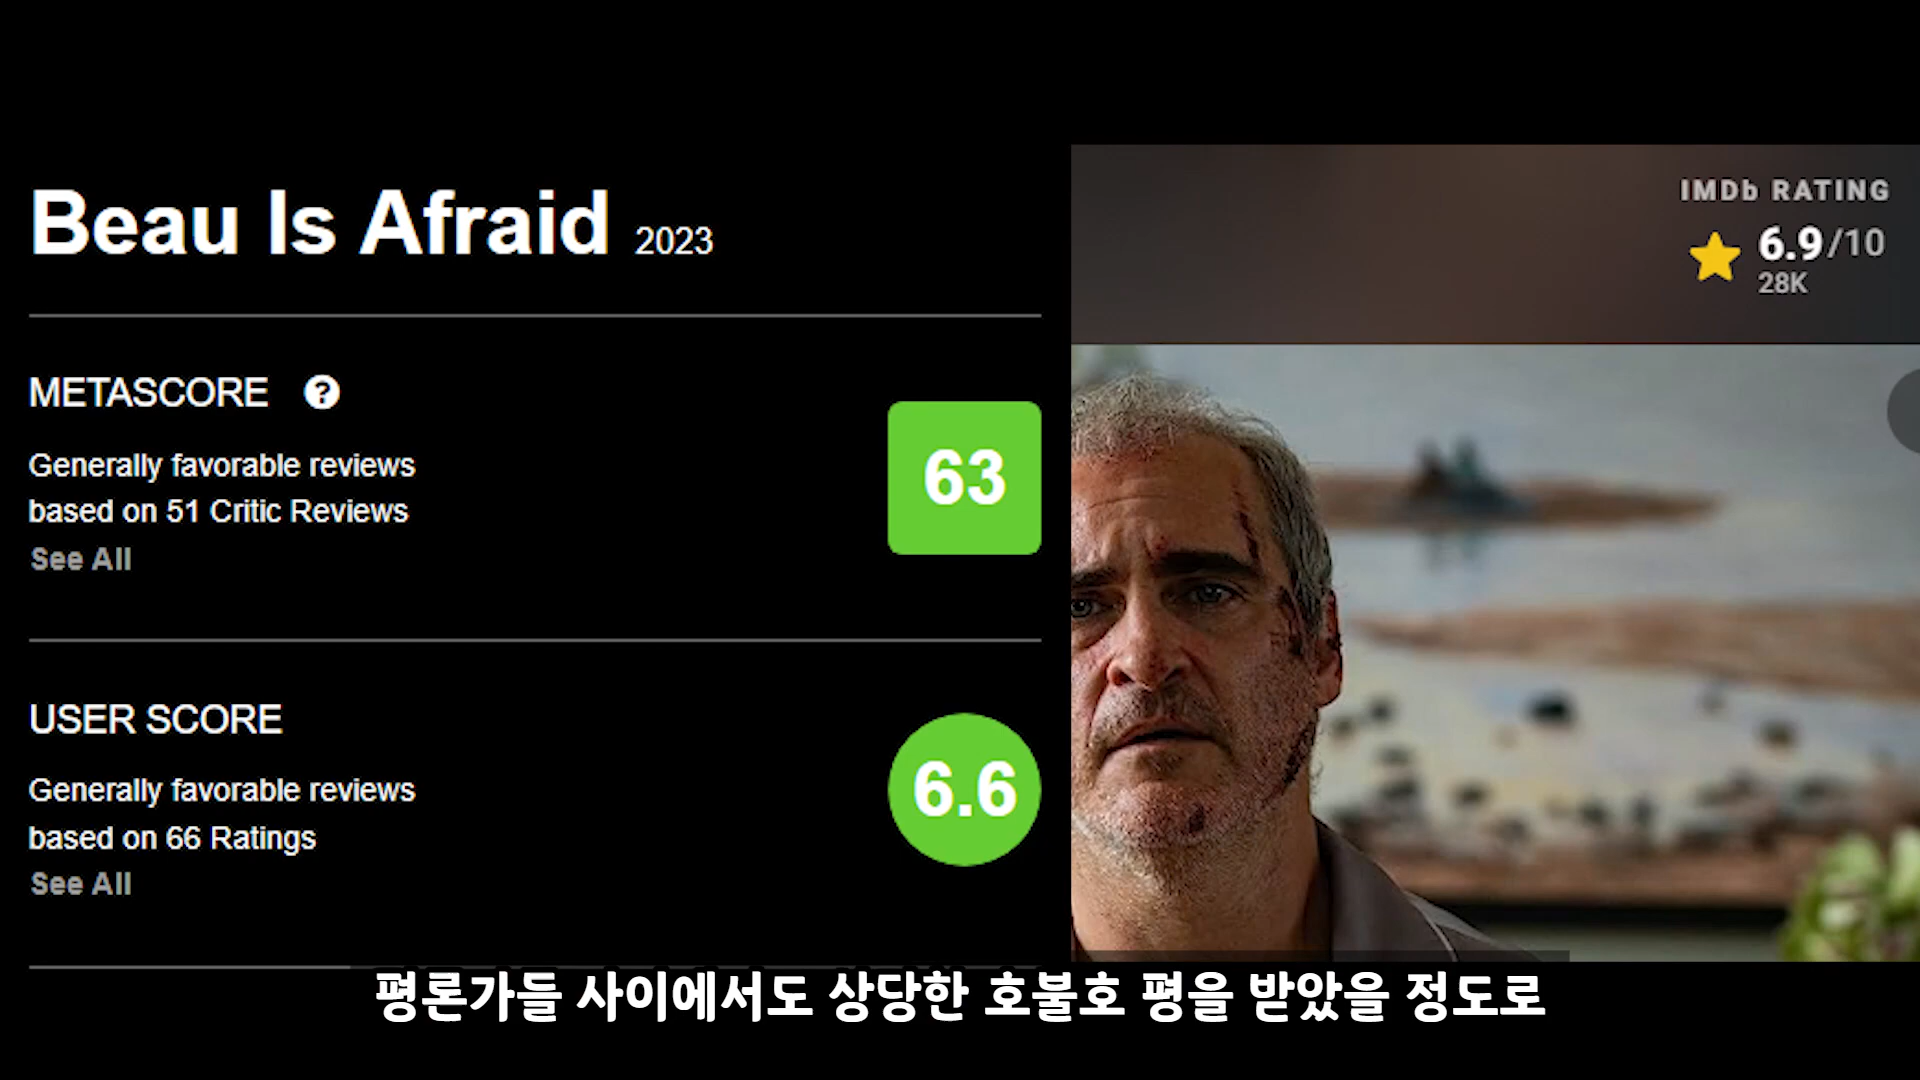 Beau Is Afraid 2023
METASCORE ?
Generally favorable reviews
based on 51 Critic Reviews
See All
63
USER SCORE
Generally favorable reviews
based on 66 Ratings
See All
6.6
IMDb RATING
6.9/10
28K
평론가들 사이에서도 상당한 호불호 평을 받았을 정도로